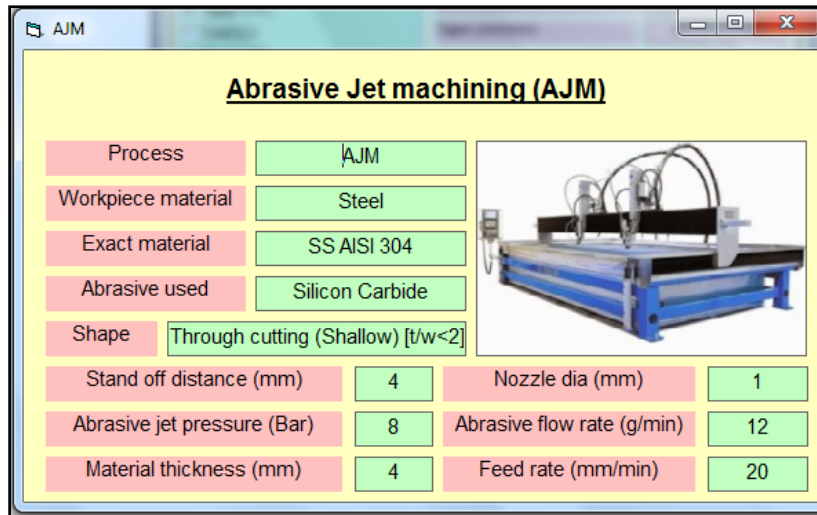 AJM
Abrasive Jet machining (AJM)
Process AJM
Workpiece material Steel
Exact material SS AISI 304
Abrasive used Silicon Carbide
Shape Through cutting (Shallow) [t/w<2]
Stand off distance (mm) 4 Nozzle dia (mm) 1
Abrasive jet pressure (Bar) 8 Abrasive flow rate (g/min) 12
Material thickness (mm) 4 Feed rate (mm/min) 20